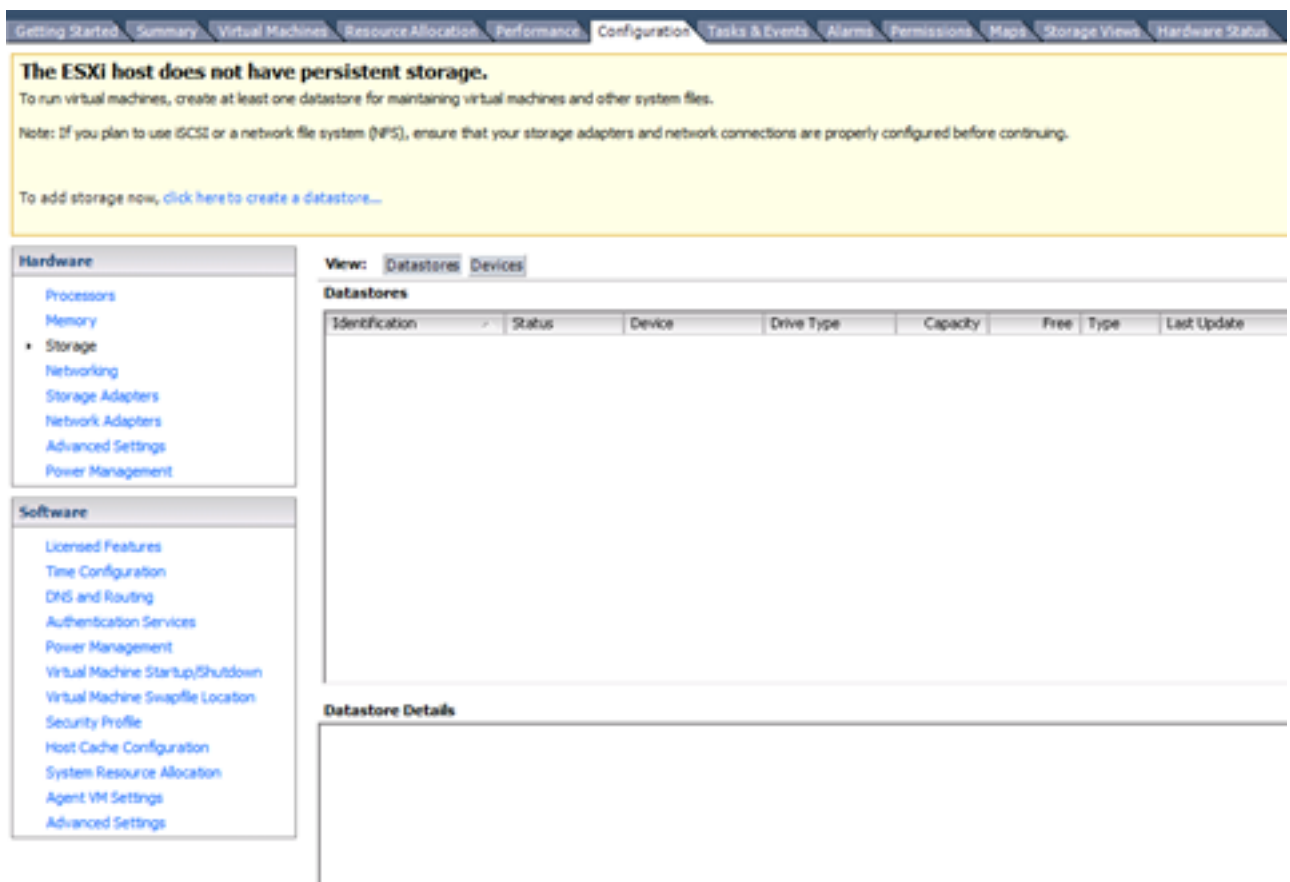 Getting Started Summary Virtual Machines Resource Allocation Performance Configuration Tasks & Events Alarms Permissions Maps Storage Views Hardware Status
The ESXi host does not have persistent storage.
To run virtual machines, create at least one datastore for maintaining virtual machines and other system files.
Note: If you plan to use iSCSI or a network file system (NFS), ensure that your storage adapters and network connections are properly configured before continuing.
To add storage now, click here to create a datastore...
Hardware
Processors
Memory
Storage
Networking
Storage Adapters
Network Adapters
Advanced Settings
Power Management
Software
Licensed Features
Time Configuration
DNS and Routing
Authentication Services
Power Management
Virtual Machine Startup/Shutdown
Virtual Machine Swapfile Location
Security Profile
Host Cache Configuration
System Resource Allocation
Agent VM Settings
Advanced Settings
View: Datastores Devices
Datastores
Identification Status Device Drive Type Capacity Free Type Last Update
Datastore Details